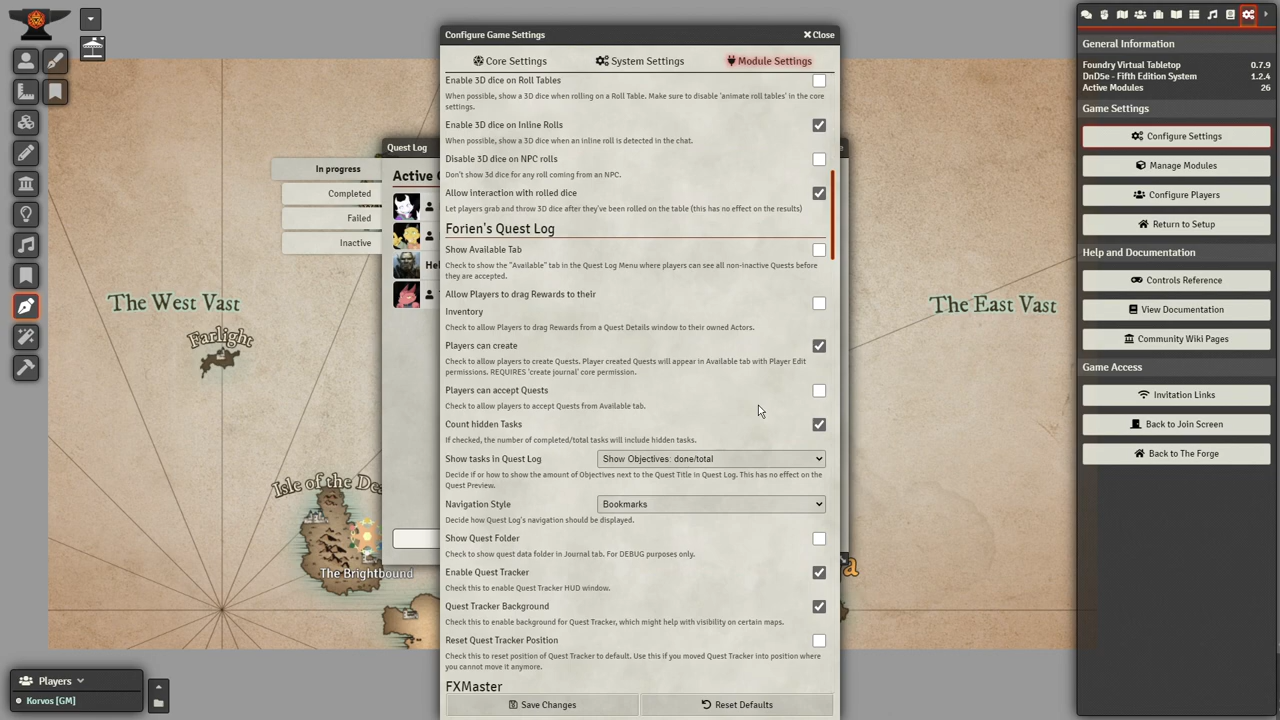 Configure Game Settings
Close
Core Settings
System Settings
Module Settings
Enable 3D dice on Roll Tables
When possible, show a 3D dice when rolling on a Roll Table. Make sure to disable 'animate roll tables' in the core
settings.
Enable 3D dice on Inline Rolls
When possible, show a 3D dice when an inline roll is detected in the chat.
Disable 3D dice on NPC rolls
Don't show 3d dice for any roll coming from an NPC.
Allow interaction with rolled dice
Let players grab and throw 3D dice after they've been rolled on the table (this has no effect on the results)
Forien's Quest Log
Show Available Tab
Check to show the "Available" tab in the Quest Log Menu where players can see all non-inactive Quests before
they are accepted.
Allow Players to drag Rewards to their
Inventory
Check to allow Players to drag Rewards from a Quest Details window to their owned Actors.
Players can create
Check to allow players to create Quests. Player created Quests will appear in Available tab with Player Edit
permissions. REQUIRES 'create journal' core permission.
Players can accept Quests
Check to allow players to accept Quests from Available tab.
Count hidden Tasks
If checked, the number of completed/total tasks will include hidden tasks.
Show tasks in Quest Log
Show Objectives: done/total
Decide if or how to show the amount of Objectives next to the Quest Title in Quest Log. This has no effect on the
Quest Preview.
Navigation Style
Bookmarks
Decide how Quest Log's navigation should be displayed.
Show Quest Folder
Check to show quest data folder in Journal tab. For DEBUG purposes only.
Enable Quest Tracker
Check this to enable Quest Tracker HUD window.
Quest Tracker Background
Check this to enable background for Quest Tracker, which might help with visibility on certain maps.
Reset Quest Tracker Position
Check this to reset position of Quest Tracker to default. Use this if you moved Quest Tracker into position where
you cannot move it anymore.
FXMaster
Save Changes
Reset Defaults
Quest Log
In progress
Completed
Failed
Inactive
The West Vast
Farlight
The Brightbound
The East Vast
Players
Korvos [GM]
General Information
Foundry Virtual Tabletop 0.7.9
DnD5e - Fifth Edition System 1.2.4
Active Modules 26
Game Settings
Configure Settings
Manage Modules
Configure Players
Return to Setup
Help and Documentation
Controls Reference
View Documentation
Community Wiki Pages
Game Access
Invitation Links
Back to Join Screen
Back to The Forge